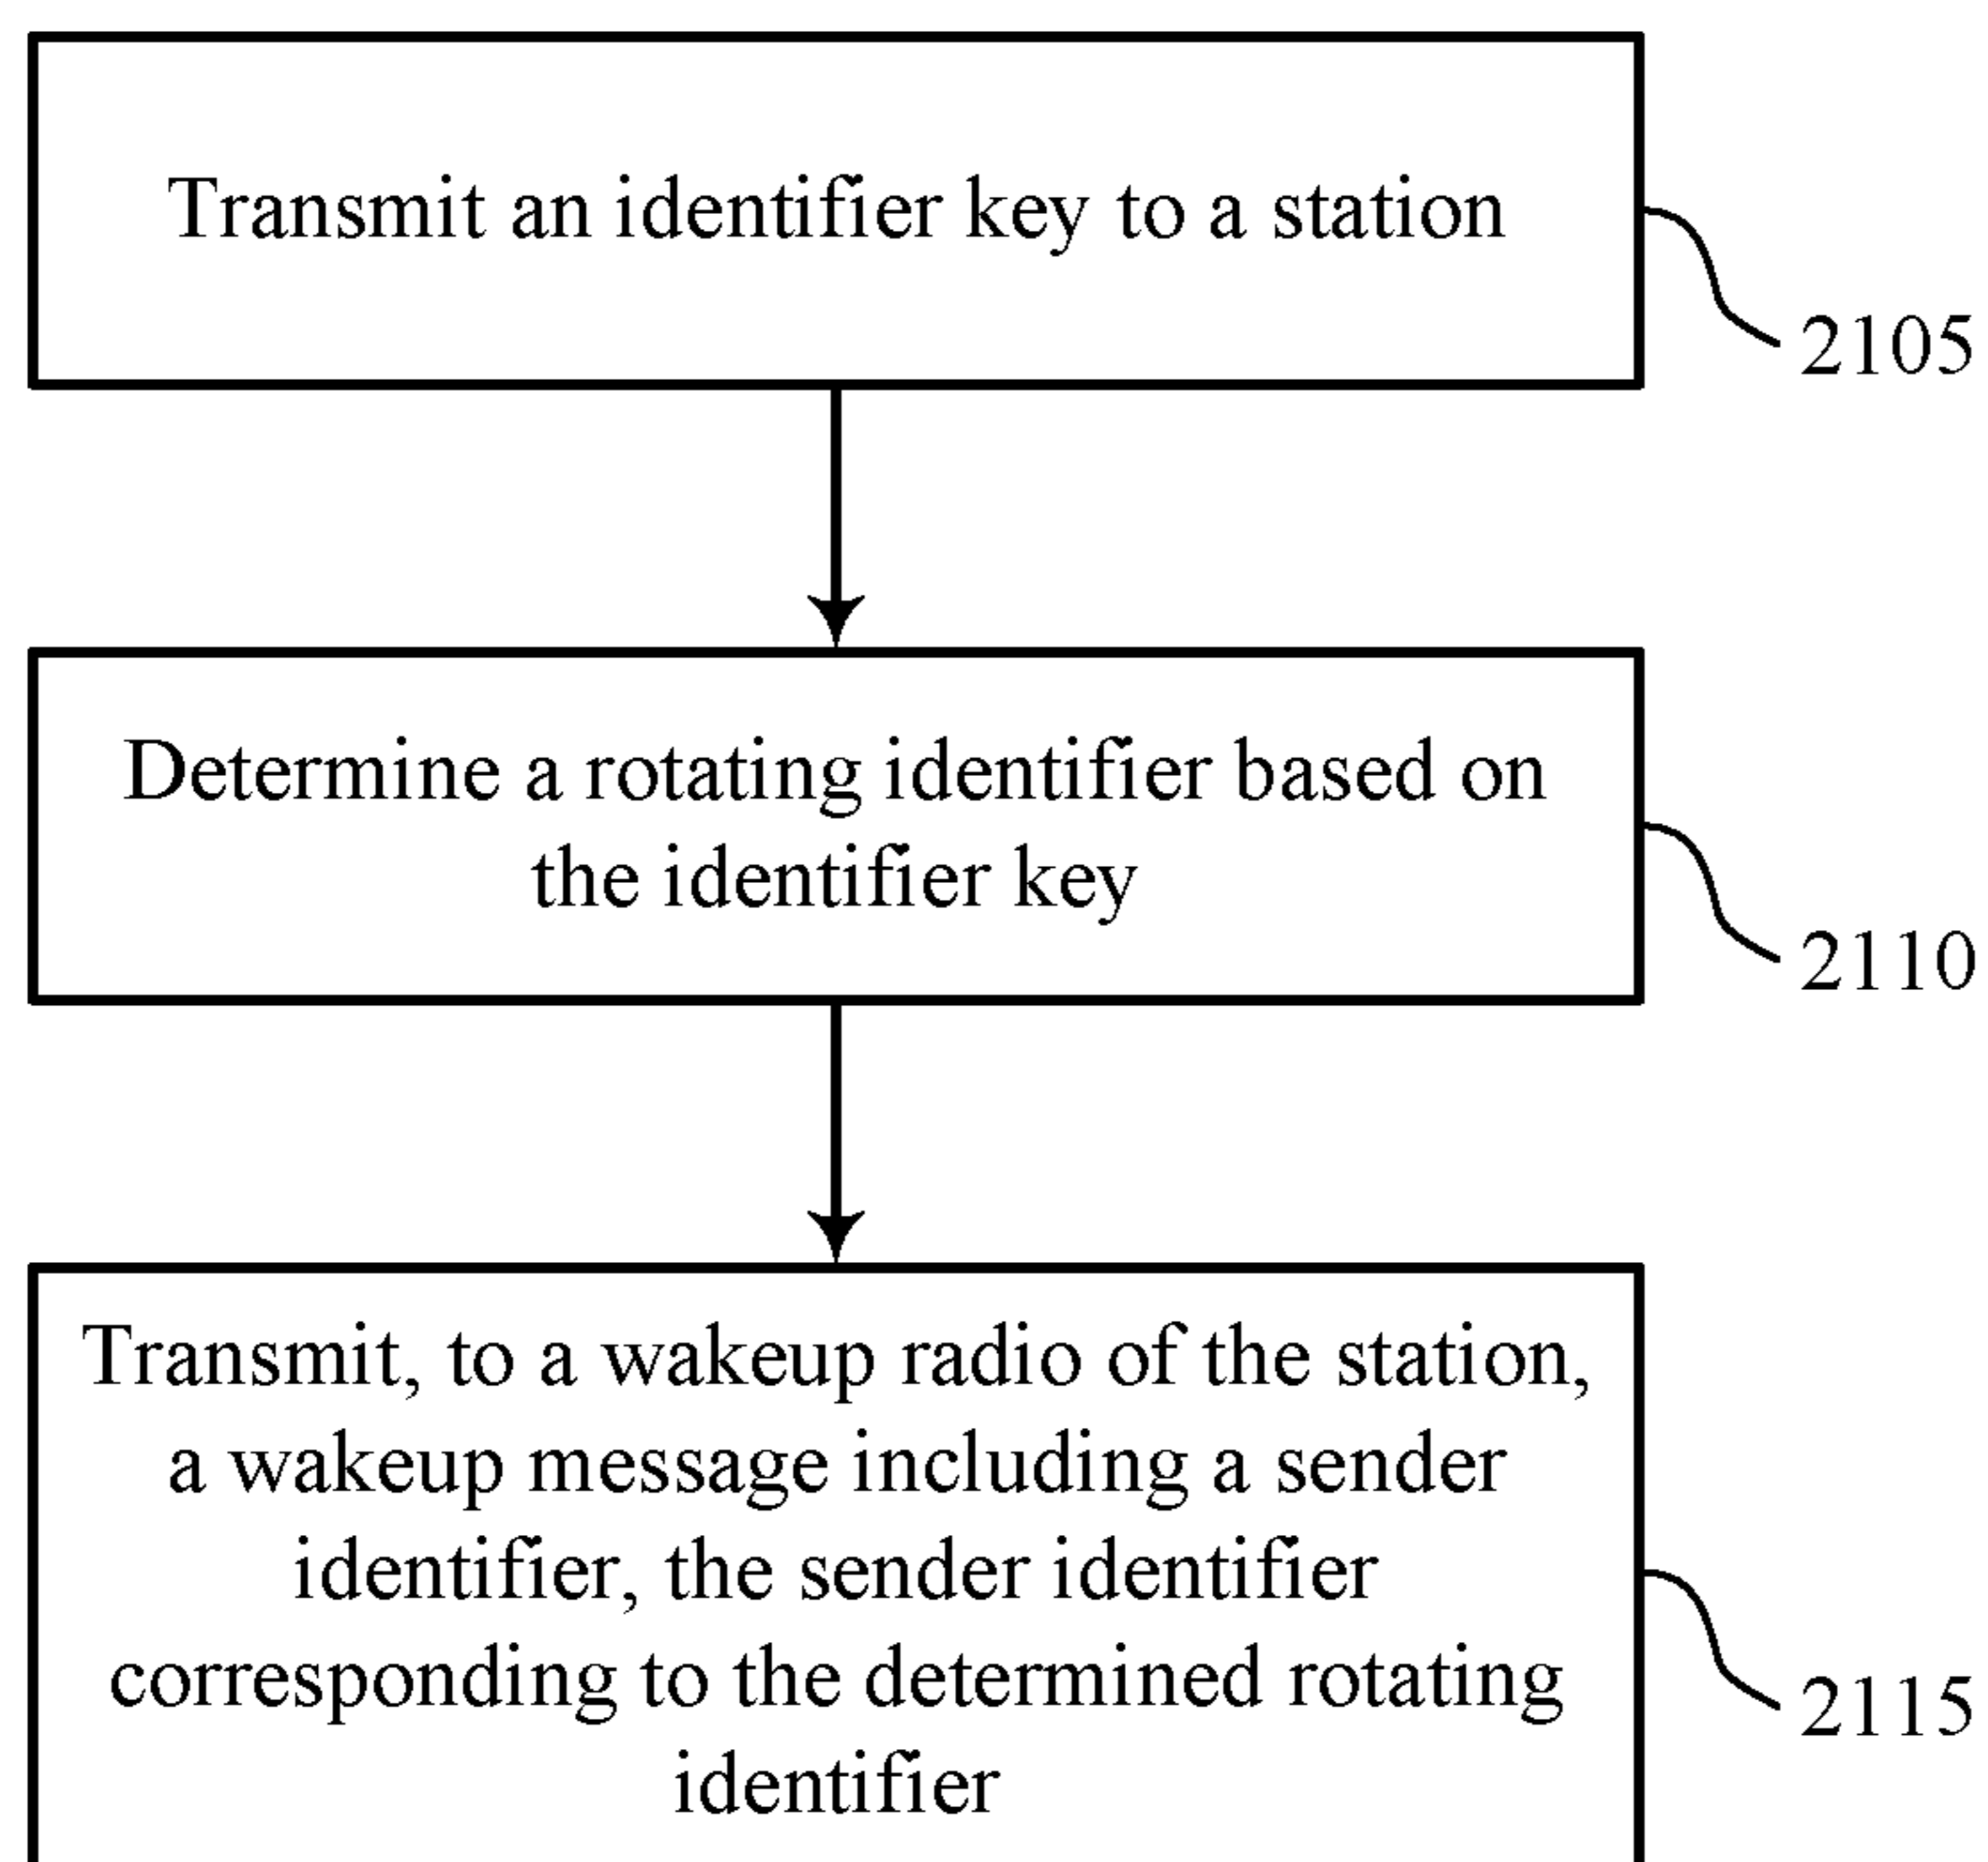 Transmit an identifier key to a station
2105
Determine a rotating identifier based on
the identifier key
2110
Transmit, to a wakeup radio of the station,
a wakeup message including a sender
identifier, the sender identifier
corresponding to the determined rotating
identifier
2115